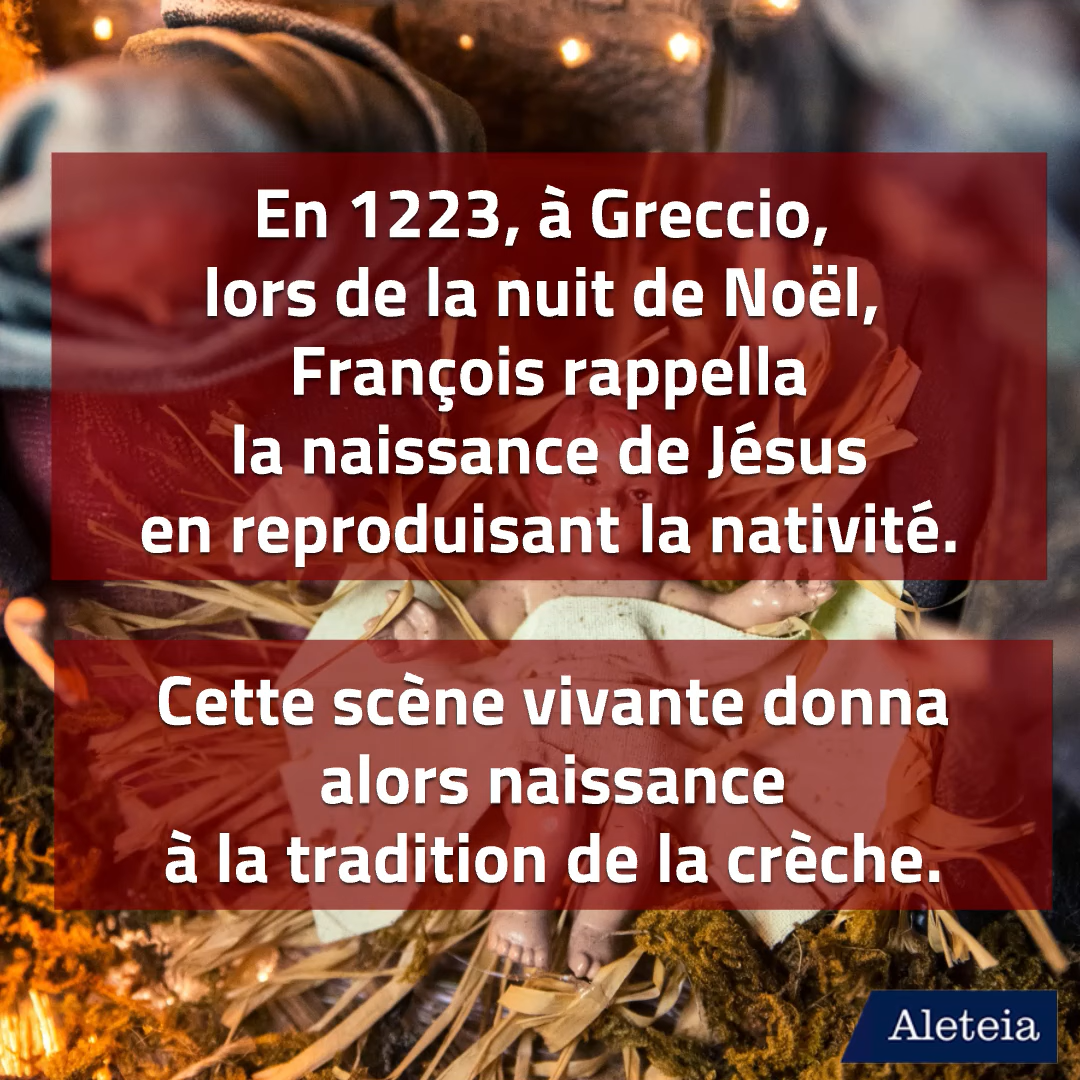 En 1223, à Greccio,
lors de la nuit de Noël,
François rappella
la naissance de Jésus
en reproduisant la nativité.
Cette scène vivante donna
alors naissance
à la tradition de la crèche.
Aleteia